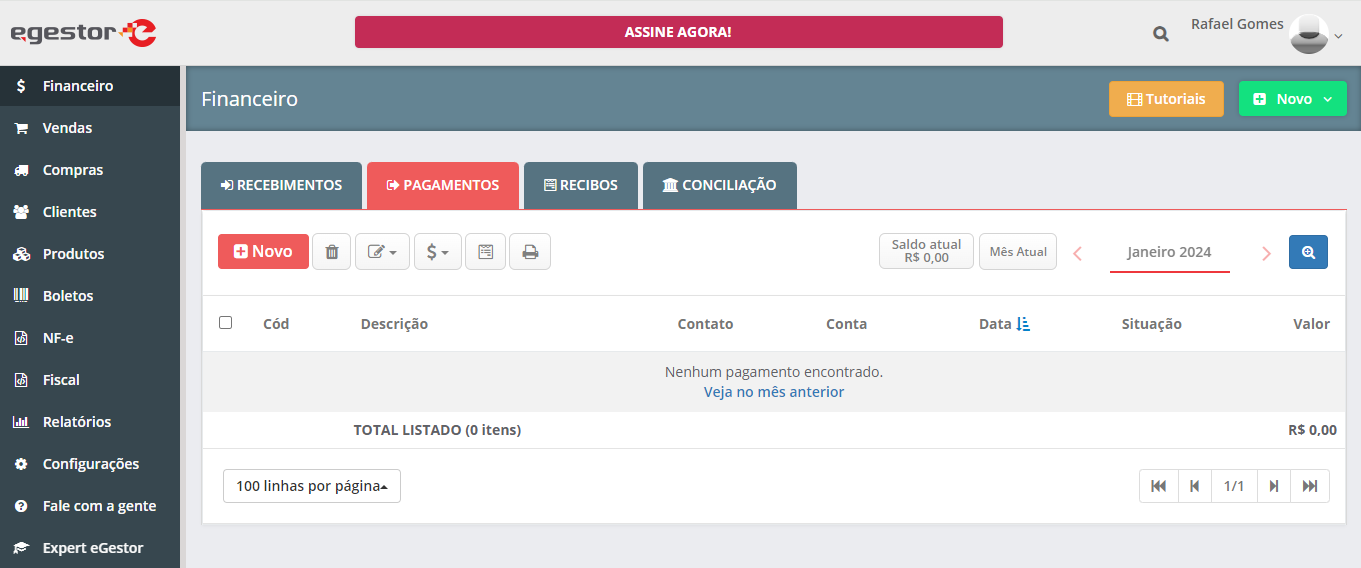 egestor
ASSINE AGORA!
Rafael Gomes
Financeiro
Vendas
Compras
Clientes
Produtos
Boletos
NF-e
Fiscal
Relatórios
Configurações
Fale com a gente
Expert eGestor
Financeiro
Tutoriais
Novo
RECEBIMENTOS
PAGAMENTOS
RECIBOS
CONCILIAÇÃO
Novo
$
Saldo atual
R$ 0,00
Mês Atual
Janeiro 2024
Cód Descrição Contato Conta Data Situação Valor
Nenhum pagamento encontrado.
Veja no mês anterior
TOTAL LISTADO (0 itens) R$ 0,00
100 linhas por página
1/1